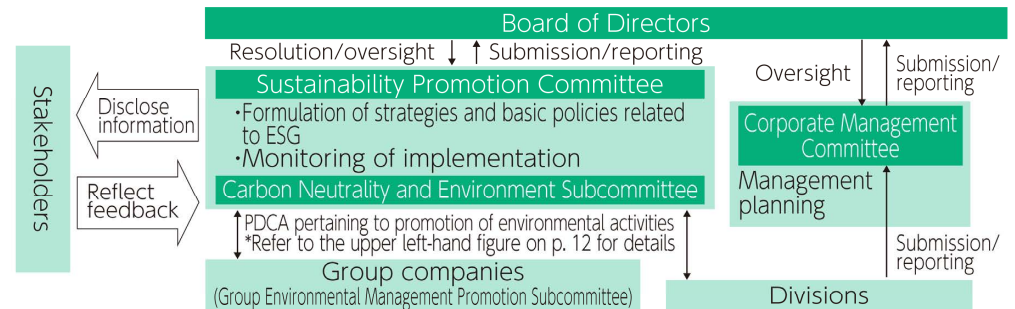 Board of Directors
Resolution/oversight
Submission/reporting
Stakeholders
Disclose
information
Reflect
feedback
Sustainability Promotion Committee
・Formulation of strategies and basic policies related
to ESG
・Monitoring of implementation
Carbon Neutrality and Environment Subcommittee
PDCA pertaining to promotion of environmental activities
*Refer to the upper left-hand figure on p. 12 for details
Group companies
(Group Environmental Management Promotion Subcommittee)
Oversight
Submission/
reporting
Corporate Management
Committee
Management
planning
Submission/
reporting
Divisions